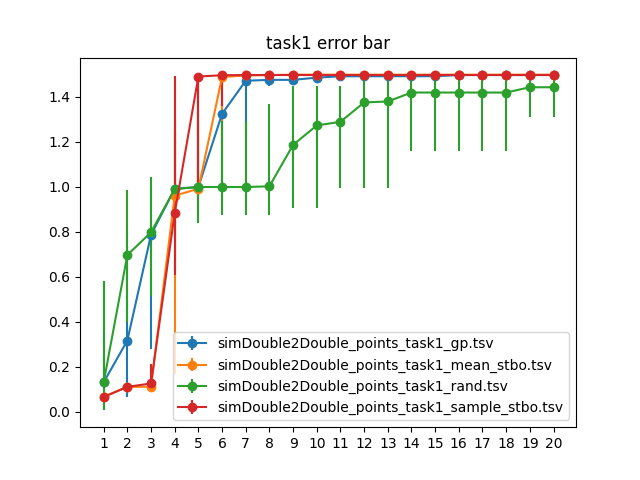 task1 error bar
1.4
1.2
1.0
0.8
0.6
0.4
0.2
0.0
simDouble2Double_points_task1_gp.tsv
simDouble2Double_points_task1_mean_stbo.tsv
simDouble2Double_points_task1_rand.tsv
simDouble2Double_points_task1_sample_stbo.tsv
1 2 3 4 5 6 7 8 9 10 11 12 13 14 15 16 17 18 19 20